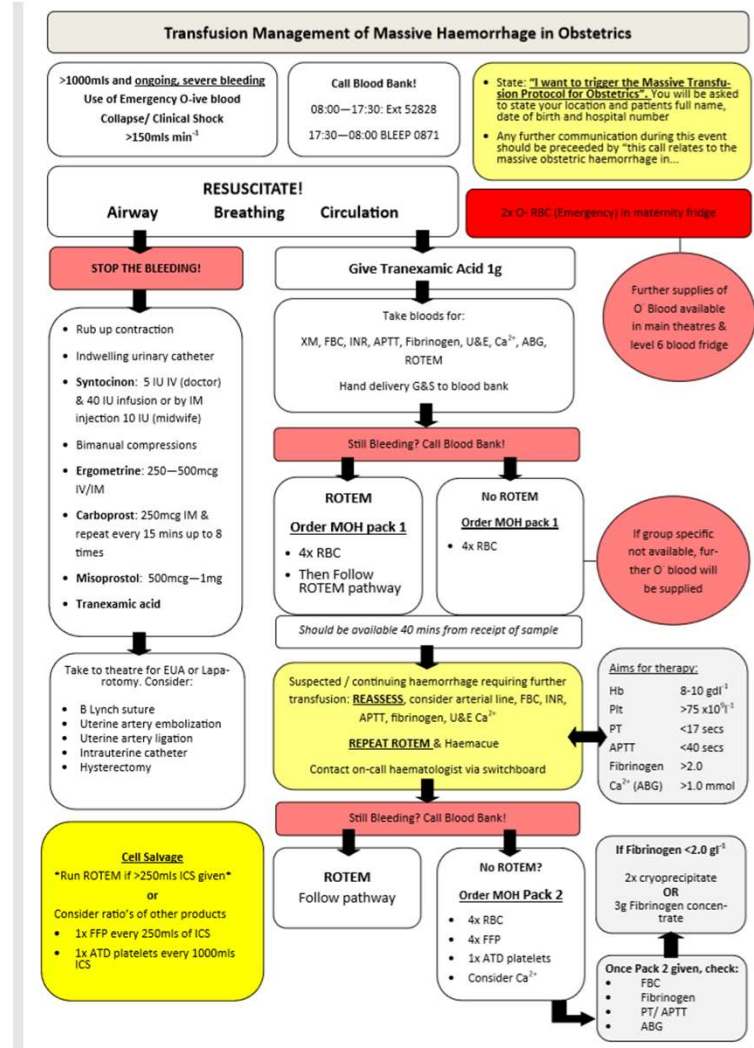 Transfusion Management of Massive Haemorrhage in Obstetrics
>1000mls and ongoing, severe bleeding
Use of Emergency O-ive blood
Collapse/ Clinical Shock
>150mls min⁻¹
Call Blood Bank!
08:00—17:30: Ext 52828
17:30—08:00 BLEEP 0871
• State: "I want to trigger the Massive Transfu-
sion Protocol for Obstetrics". You will be asked
to state your location and patients full name,
date of birth and hospital number
• Any further communication during this event
should be preceeded by "this call relates to the
massive obstetric haemorrhage in...
RESUSCITATE!
Airway Breathing Circulation
2x O- RBC (Emergency) in maternity fridge
Further supplies of
O⁻ Blood available
in main theatres &
level 6 blood fridge
STOP THE BLEEDING!
• Rub up contraction
• Indwelling urinary catheter
• Syntocinon: 5 IU IV (doctor)
& 40 IU infusion or by IM
injection 10 IU (midwife)
• Bimanual compressions
• Ergometrine: 250—500mcg
IV/IM
• Carboprost: 250mcg IM &
repeat every 15 mins up to 8
times
• Misoprostol: 500mcg—1mg
• Tranexamic acid
Take to theatre for EUA or Lapa-
rotomy. Consider:
• B Lynch suture
• Uterine artery embolization
• Uterine artery ligation
• Intrauterine catheter
• Hysterectomy
Cell Salvage
*Run ROTEM if >250mls ICS given*
or
Consider ratio's of other products
• 1x FFP every 250mls of ICS
• 1x ATD platelets every 1000mls
ICS
Give Tranexamic Acid 1g
Take bloods for:
XM, FBC, INR, APTT, Fibrinogen, U&E, Ca²⁺, ABG,
ROTEM
Hand delivery G&S to blood bank
Still Bleeding? Call Blood Bank!
ROTEM
Order MOH pack 1
• 4x RBC
• Then Follow
ROTEM pathway
No ROTEM
Order MOH pack 1
• 4x RBC
If group specific
not available, fur-
ther O⁻ blood will
be supplied
Should be available 40 mins from receipt of sample
Suspected / continuing haemorrhage requiring further
transfusion: REASSESS, consider arterial line, FBC, INR,
APTT, fibrinogen, U&E Ca²⁺
REPEAT ROTEM & Haemacue
Contact on-call haematologist via switchboard
Aims for therapy:
Hb 8-10 gdl⁻¹
Plt >75 x10⁹l⁻¹
PT <17 secs
APTT <40 secs
Fibrinogen >2.0
Ca²⁺ (ABG) >1.0 mmol
Still Bleeding? Call Blood Bank!
ROTEM
Follow pathway
No ROTEM?
Order MOH Pack 2
• 4x RBC
• 4x FFP
• 1x ATD platelets
• Consider Ca²⁺
If Fibrinogen <2.0 gl⁻¹
2x cryoprecipitate
OR
3g Fibrinogen concen-
trate
Once Pack 2 given, check:
• FBC
• Fibrinogen
• PT/ APTT
• ABG